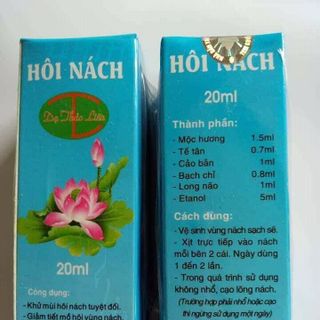 HÔI NÁCH
Dạ Thảo Liên
20ml
Công dụng:
- Khử mùi hôi nách tuyệt đối.
- Giảm tiết mồ hôi vùng nách.
HÔI NÁCH
20ml
Thành phần:
- Mộc hương 1.5ml
- Tế tân 0.7ml
- Cảo bản 1ml
- Bạch chỉ 0.8ml
- Long não 1ml
- Etanol 5ml
Cách dùng:
- Vệ sinh vùng nách sạch sẽ.
- Xịt trực tiếp vào nách
mỗi bên 2 cái. Ngày dùng
1 đến 2 lần.
- Trong quá trình sử dụng
không nhổ, cạo lông nách.
(Trường hợp phải nhổ hoặc cạo
thì ngừng sử dụng một ngày)